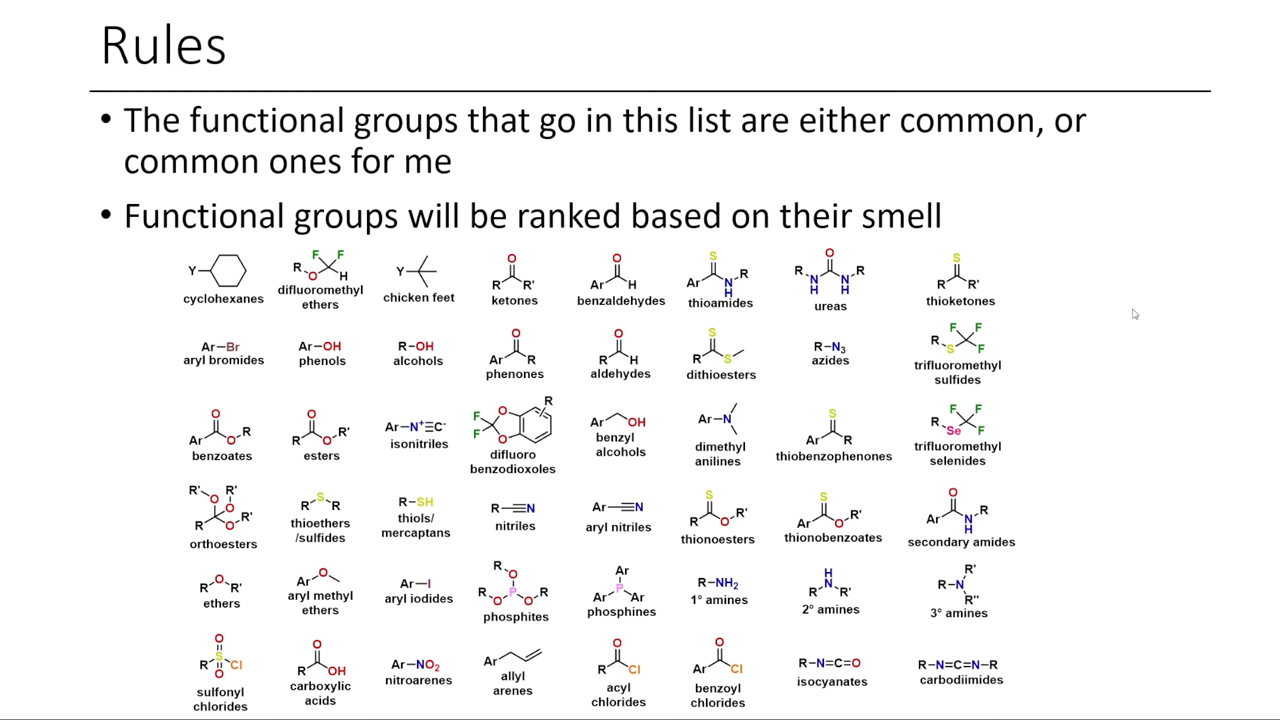 Rules
• The functional groups that go in this list are either common, or
common ones for me
• Functional groups will be ranked based on their smell
Y
cyclohexanes
F F
R O H
difluoromethyl
ethers
Y
chicken feet
O
R R'
ketones
O
Ar H
benzaldehydes
S
Ar N R
H
thioamides
O
R N N R
H H
ureas
S
R R'
thioketones
Ar–Br
aryl bromides
Ar–OH
phenols
R–OH
alcohols
O
Ar R
phenones
O
R H
aldehydes
S
R S
dithioesters
R–N3
azides
F F
R S F
trifluoromethyl
sulfides
O
Ar O R
benzoates
O
R O R'
esters
Ar–N+≡C-
isonitriles
R
F O
F O
difluoro
benzodioxoles
Ar OH
benzyl
alcohols
Ar–N
dimethyl
anilines
S
Ar R
thiobenzophenones
F F
R Se F
trifluoromethyl
selenides
R' R'
O O
R O R'
orthoesters
S
R R
thioethers
/sulfides
R–SH
thiols/
mercaptans
R ≡N
nitriles
Ar ≡N
aryl nitriles
S
R O R'
thionoesters
S
Ar O R'
thionobenzoates
O
Ar N R
H
secondary amides
O
R R'
ethers
Ar O
aryl methyl
ethers
Ar–I
aryl iodides
R O
R P R
O O
phosphites
Ar
P
Ar Ar
phosphines
R–NH2
1° amines
H
N
R R'
2° amines
R'
R–N
R"
3° amines
O
R S Cl
O
sulfonyl
chlorides
O
R OH
carboxylic
acids
Ar–NO2
nitroarenes
Ar
allyl
arenes
O
R Cl
acyl
chlorides
O
Ar Cl
benzoyl
chlorides
R–N=C=O
isocyanates
R–N=C=N–R
carbodiimides